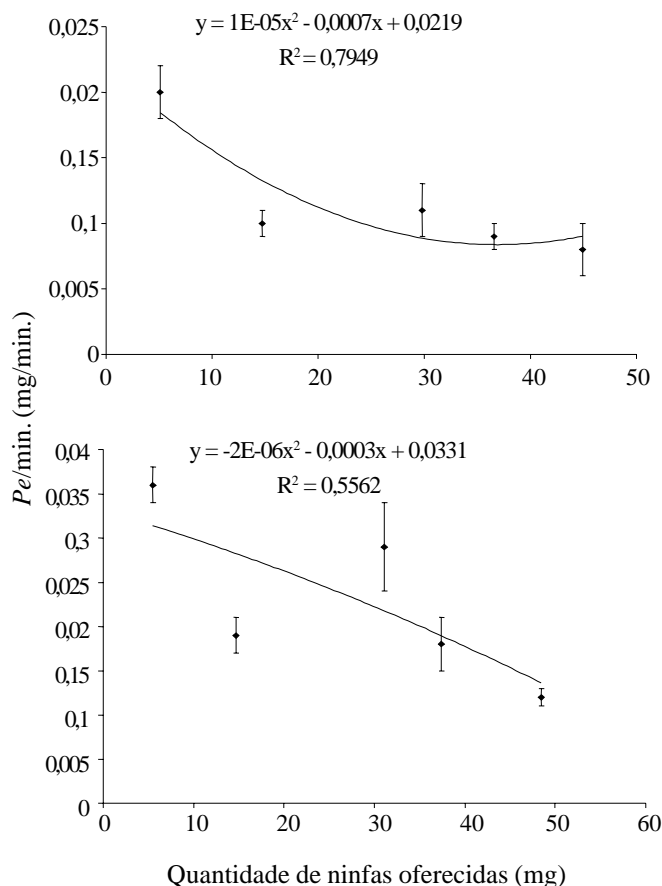 y = 1E-05x² - 0,0007x + 0,0219
R² = 0,7949
0,025
0,02
0,15
0,1
0,005
0
0 10 20 30 40 50
Pe/min. (mg/min.)
y = -2E-06x² - 0,0003x + 0,0331
R² = 0,5562
0,04
0,035
0,3
0,025
0,02
0,15
0,1
0,005
0
0 10 20 30 40 50 60
Quantidade de ninfas oferecidas (mg)